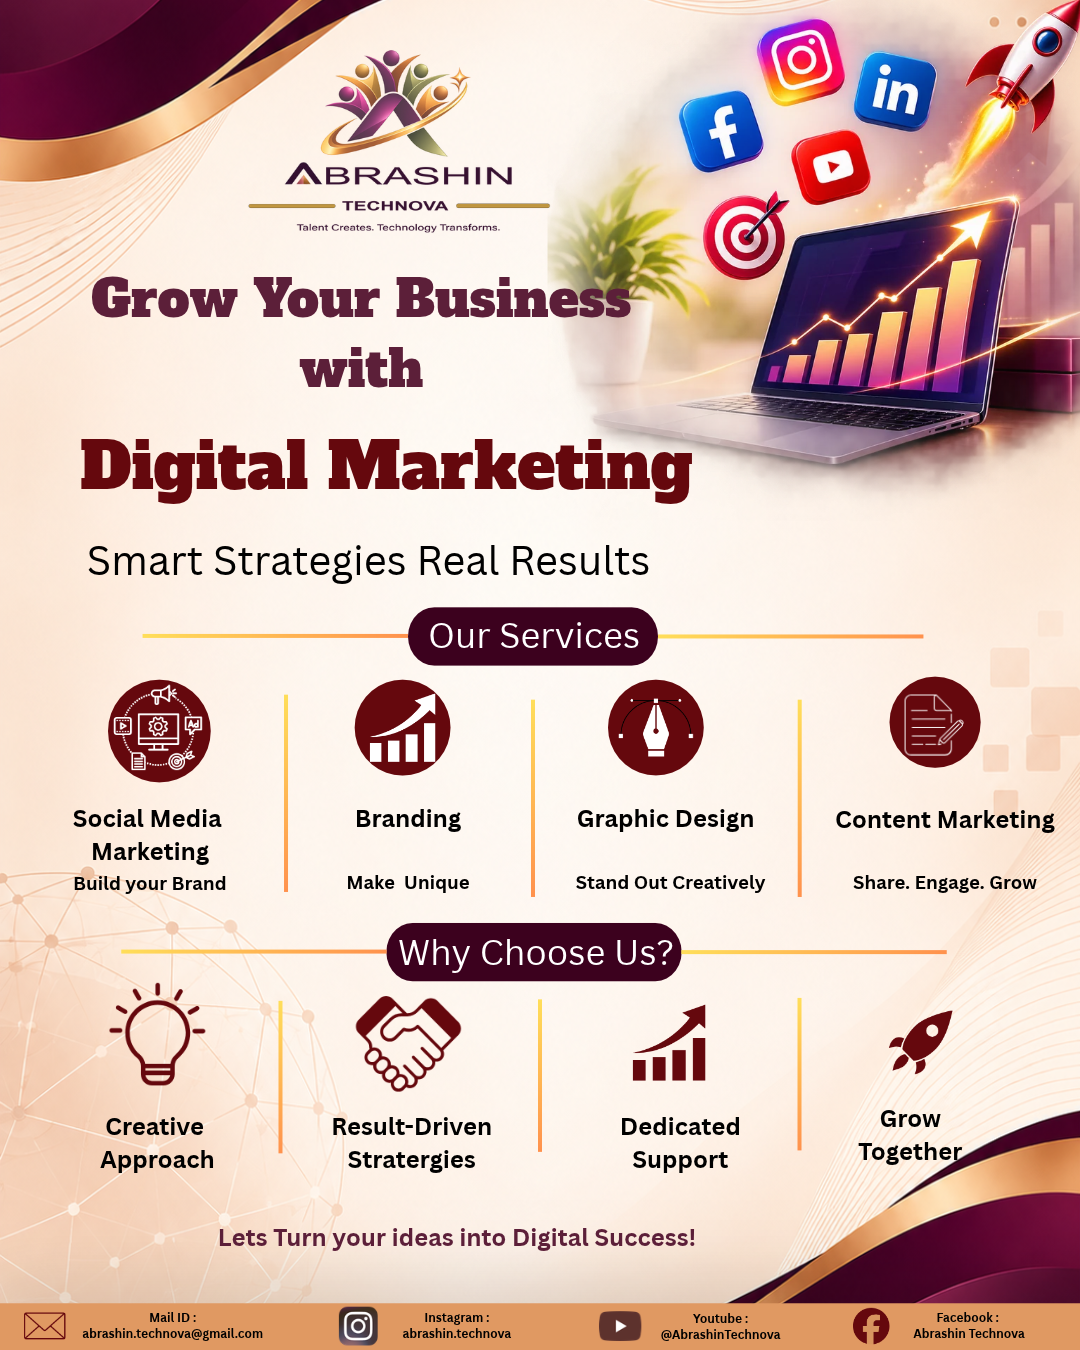 ABRASHIN
TECHNOVA
Talent Creates. Technology Transforms.
Grow Your Business
with
Digital Marketing
Smart Strategies Real Results
Our Services
Social Media
Marketing
Build your Brand
Branding
Make Unique
Graphic Design
Stand Out Creatively
Content Marketing
Share. Engage. Grow
Why Choose Us?
Creative
Approach
Result-Driven
Stratergies
Dedicated
Support
Grow
Together
Lets Turn your ideas into Digital Success!
Mail ID :
abrashin.technova@gmail.com
Instagram :
abrashin.technova
Youtube :
@AbrashinTechnova
Facebook :
Abrashin Technova
f
in
Ad